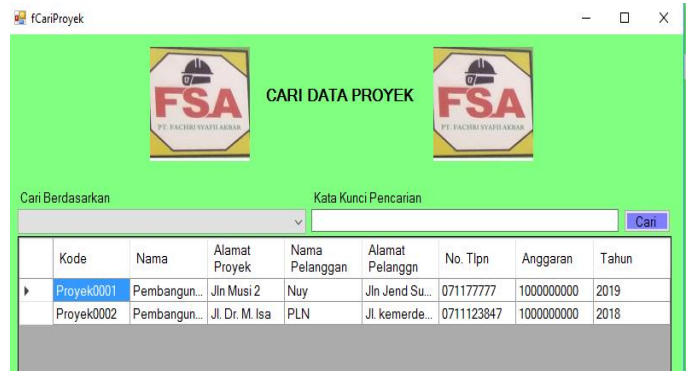 fCariProyek
FSA
PT. FACHRI SYAFII AKBAR
CARI DATA PROYEK
FSA
PT. FACHRI SYAFII AKBAR
Cari Berdasarkan
Kata Kunci Pencarian
Cari
Kode Nama Alamat Proyek Nama Pelanggan Alamat Pelanggn No. Tlpn Anggaran Tahun
Proyek0001 Pembangun... Jln Musi 2 Nuy Jln Jend Su... 071177777 1000000000 2019
Proyek0002 Pembangun... Jl. Dr. M. Isa PLN Jl. kemerde... 0711123847 1000000000 2018